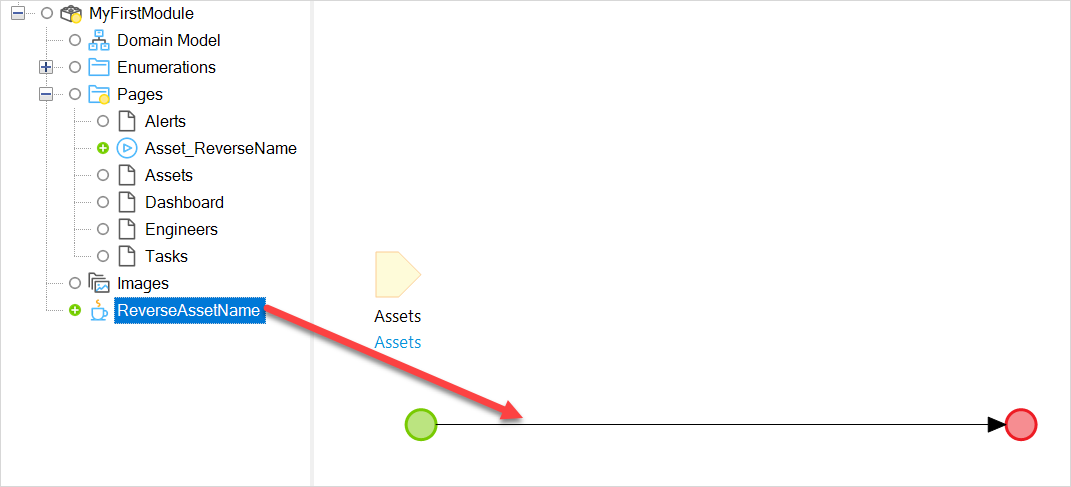 MyFirstModule
Domain Model
Enumerations
Pages
Alerts
Asset_ReverseName
Assets
Dashboard
Engineers
Tasks
Images
ReverseAssetName
Assets
Assets